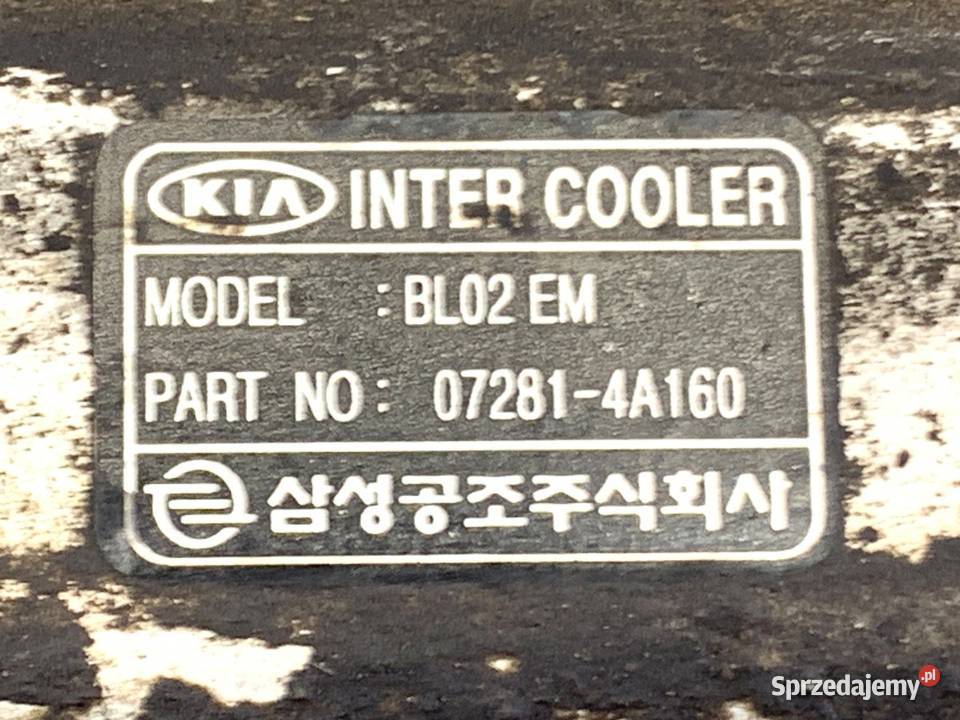 KIA INTER COOLER
MODEL : BL02 EM
PART NO : 07281-4A160
삼성공조주식회사
Sprzedajemy.pl